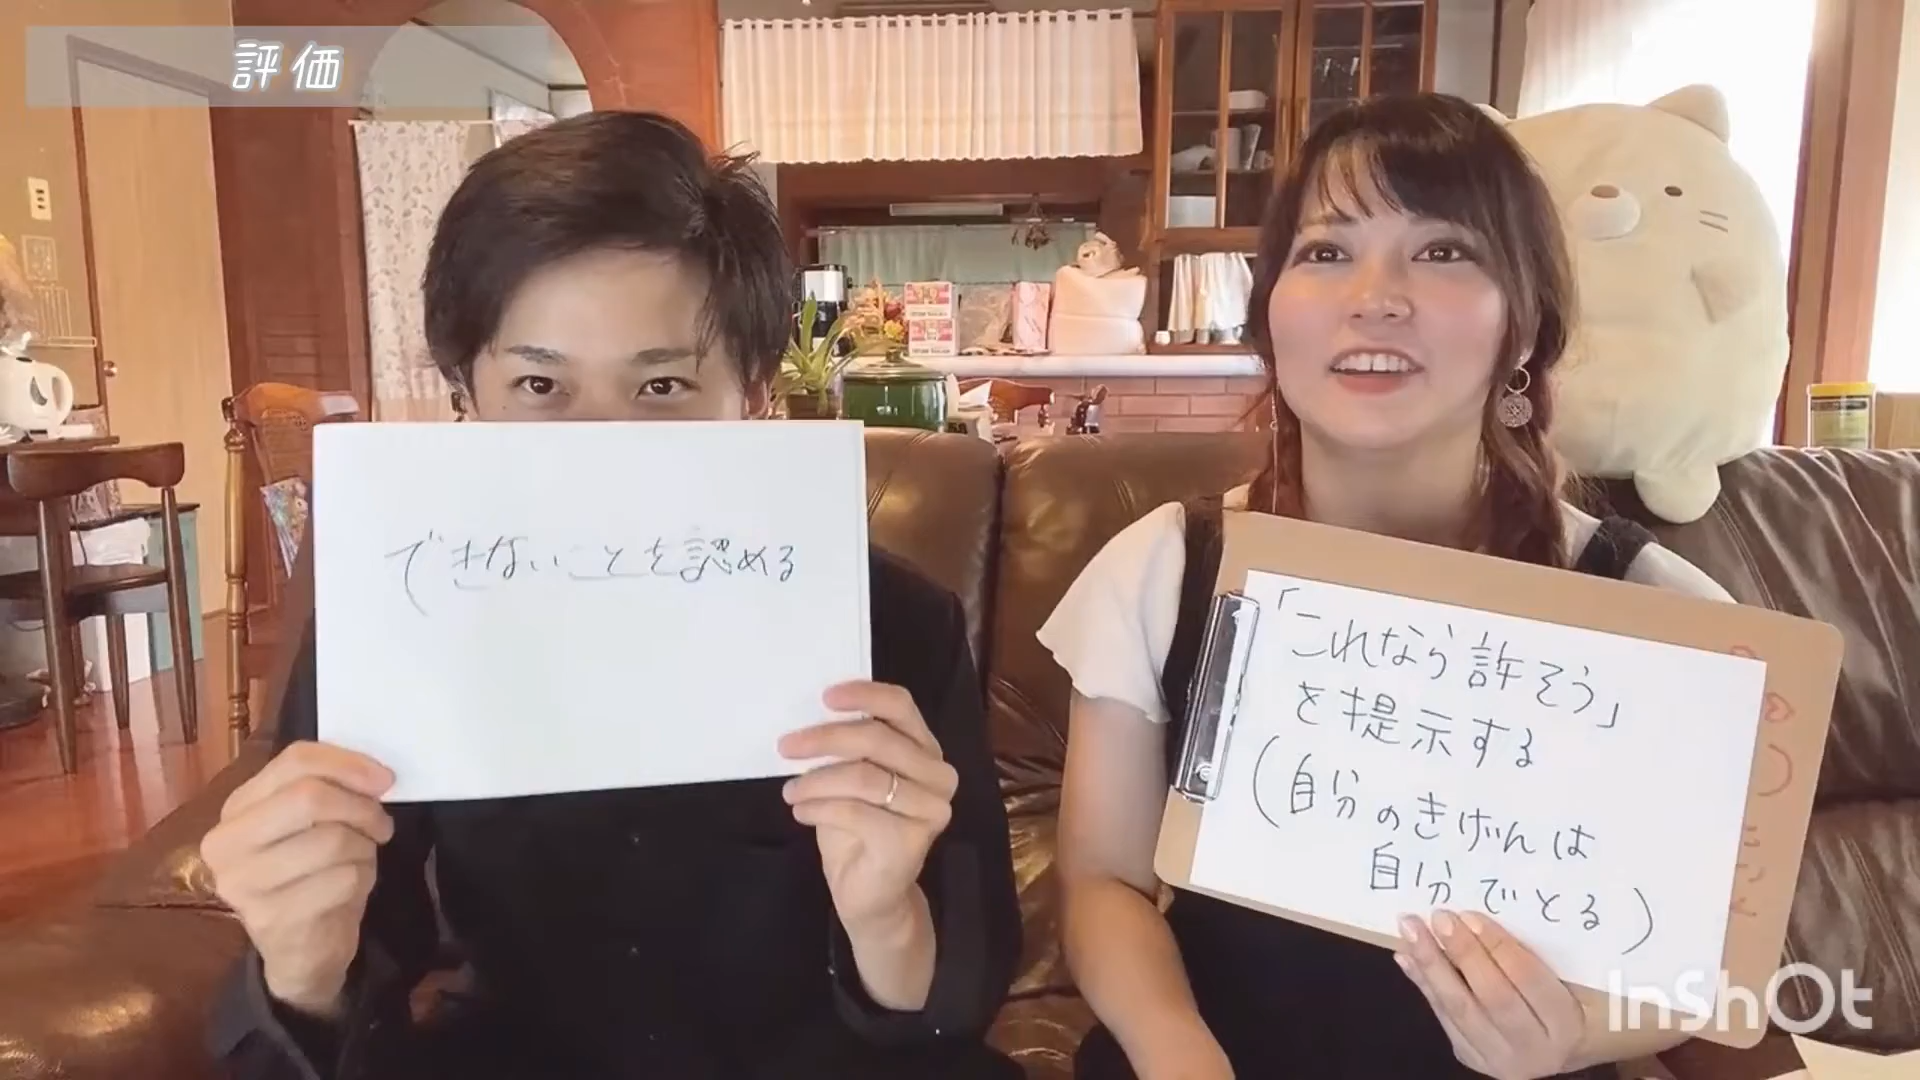 評価
できないことを認める
「これなら許そう」
を提示する
(自分のきげんは
自分でとる)
InShOt